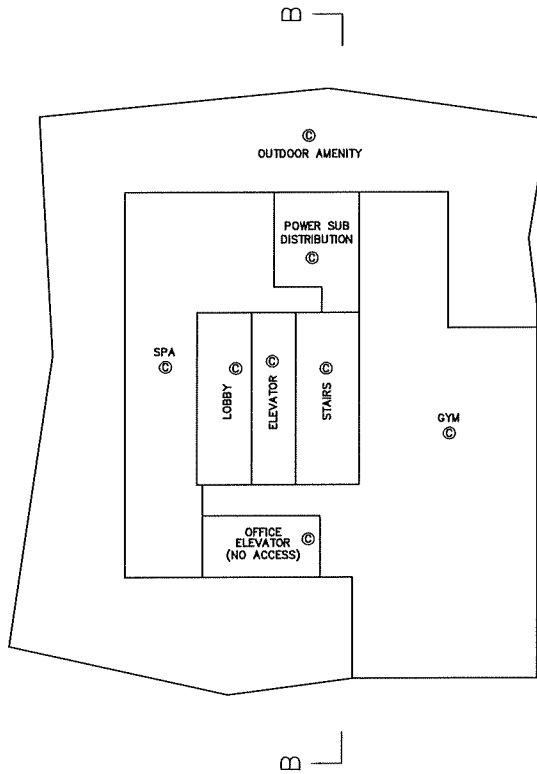 B
Ⓒ
OUTDOOR AMENITY
POWER SUB
DISTRIBUTION
Ⓒ
SPA
Ⓒ
LOBBY Ⓒ
ELEVATOR Ⓒ
STAIRS Ⓒ
GYM
Ⓒ
OFFICE
ELEVATOR Ⓒ
(NO ACCESS)
B